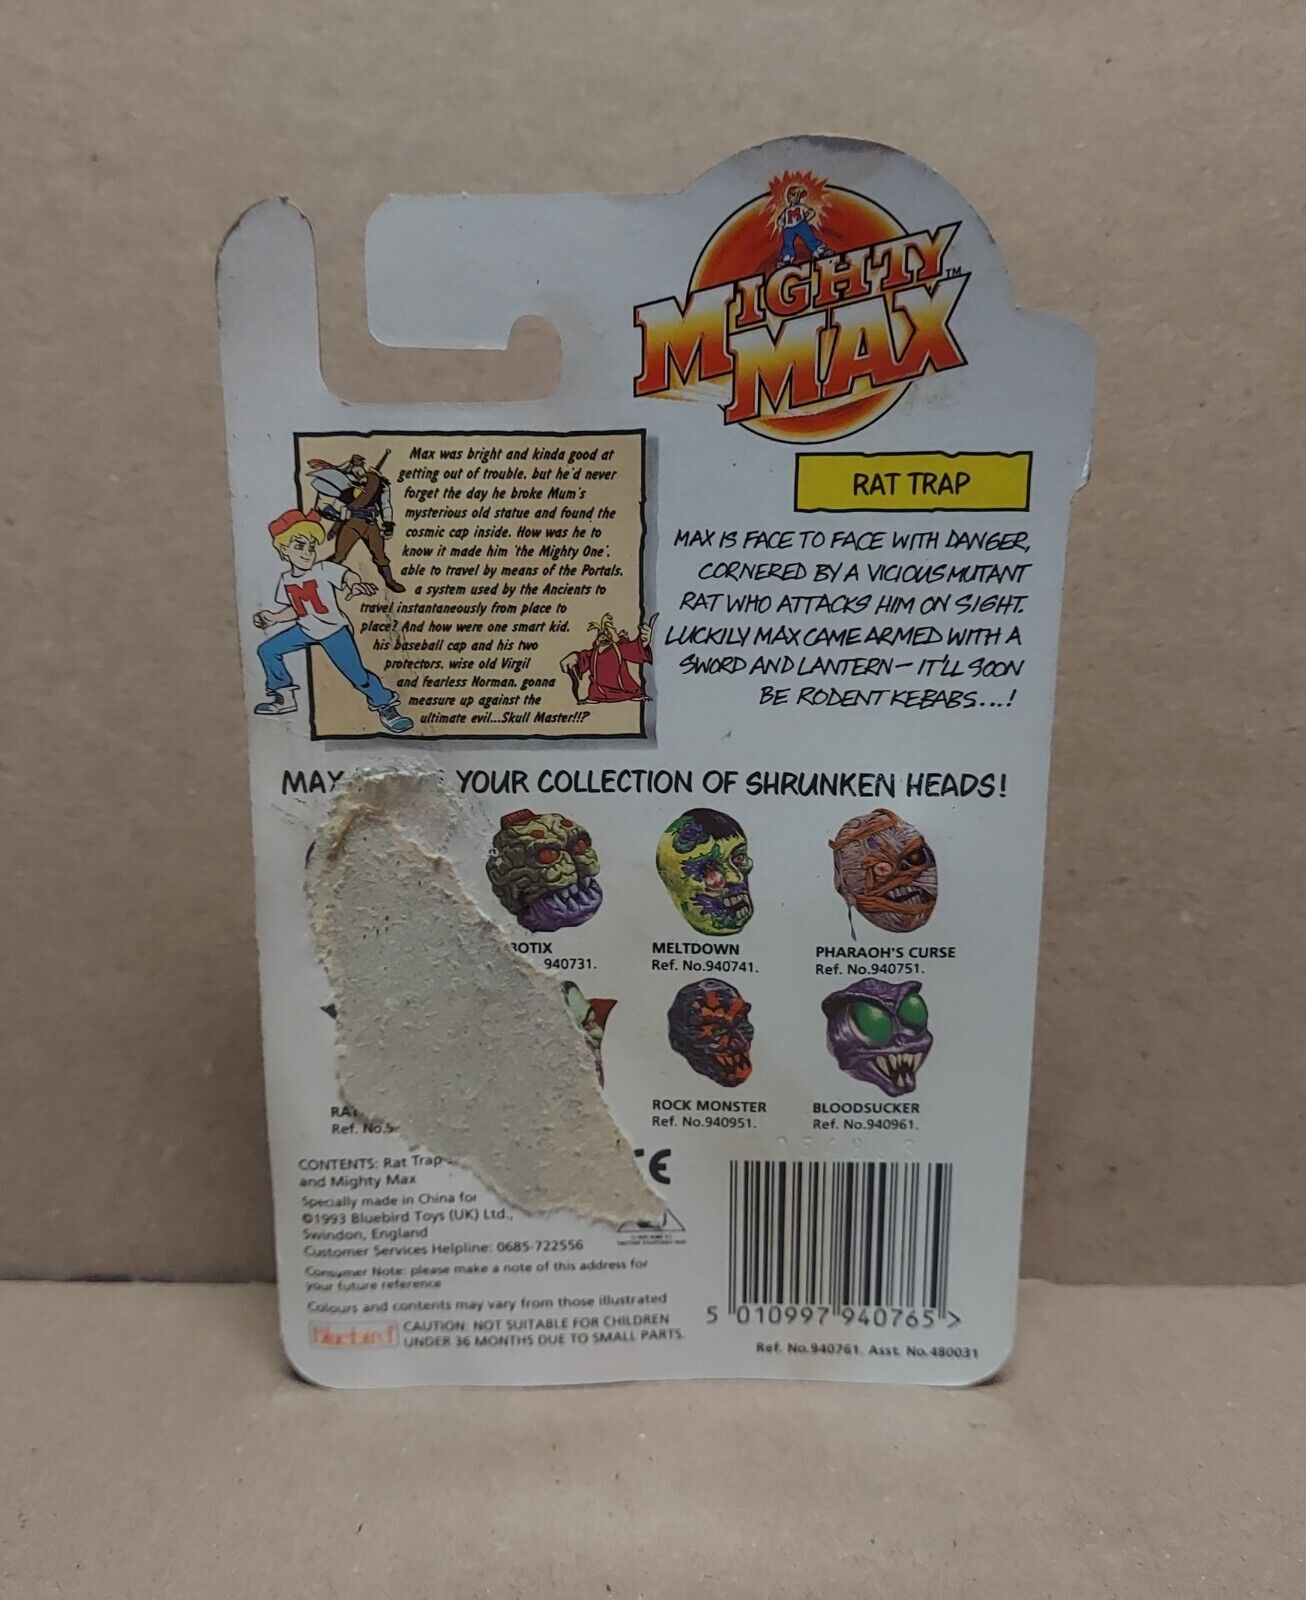 MIGHTY
MAX
TM
M
Max was bright and kinda good at
getting out of trouble. but he'd never
forget the day he broke Mum's
mysterious old statue and found the
cosmic cap inside. How was he to
know it made him 'the Mighty One'.
able to travel by means of the Portals.
a system used by the Ancients to
travel instantaneously from place to
place? And how were one smart kid.
his baseball cap and his two
protectors. wise old Virgil
and fearless Norman. gonna
measure up against the
ultimate evil...Skull Master!!?
M
RAT TRAP
MAX IS FACE TO FACE WITH DANGER,
CORNERED BY A VICIOUS MUTANT
RAT WHO ATTACKS HIM ON SIGHT.
LUCKILY MAX CAME ARMED WITH A
SWORD AND LANTERN - IT'LL SOON
BE RODENT KEBABS...!
YOUR COLLECTION OF SHRUNKEN HEADS!
BOTIX
940731.
MELTDOWN
Ref. No.940741.
PHARAOH'S CURSE
Ref. No.940751.
RA
Ref. No.
ROCK MONSTER
Ref. No.940951.
BLOODSUCKER
Ref. No.940961.
CONTENTS: Rat Trap
and Mighty Max
Specially made in China for
©1993 Bluebird Toys (UK) Ltd.,
Swindon, England
Customer Services Helpline: 0685-722556
Consumer Note: please make a note of this address for
your future reference
Colours and contents may vary from those illustrated
bluebird
CAUTION: NOT SUITABLE FOR CHILDREN
UNDER 36 MONTHS DUE TO SMALL PARTS.
CE
5 010997 940765 >
Ref. No.940761. Asst. No.480031